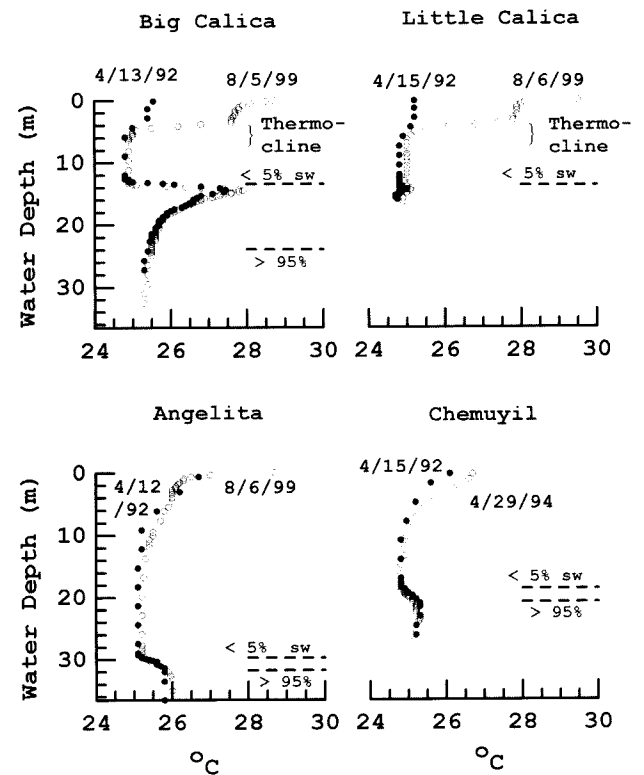 Big Calica
Little Calica
4/13/92
8/5/99
4/15/92
8/6/99
0
10
20
30
Water Depth (m)
Thermo-
cline
< 5% sw
> 95%
24 26 28 30
Thermo-
cline
< 5% sw
24 26 28 30
Angelita
Chemuyil
0
10
20
30
Water Depth (m)
4/12
/92
8/6/99
< 5% sw
> 95%
24 26 28 30
°C
4/15/92
4/29/94
< 5% sw
> 95%
24 26 28 30
°C